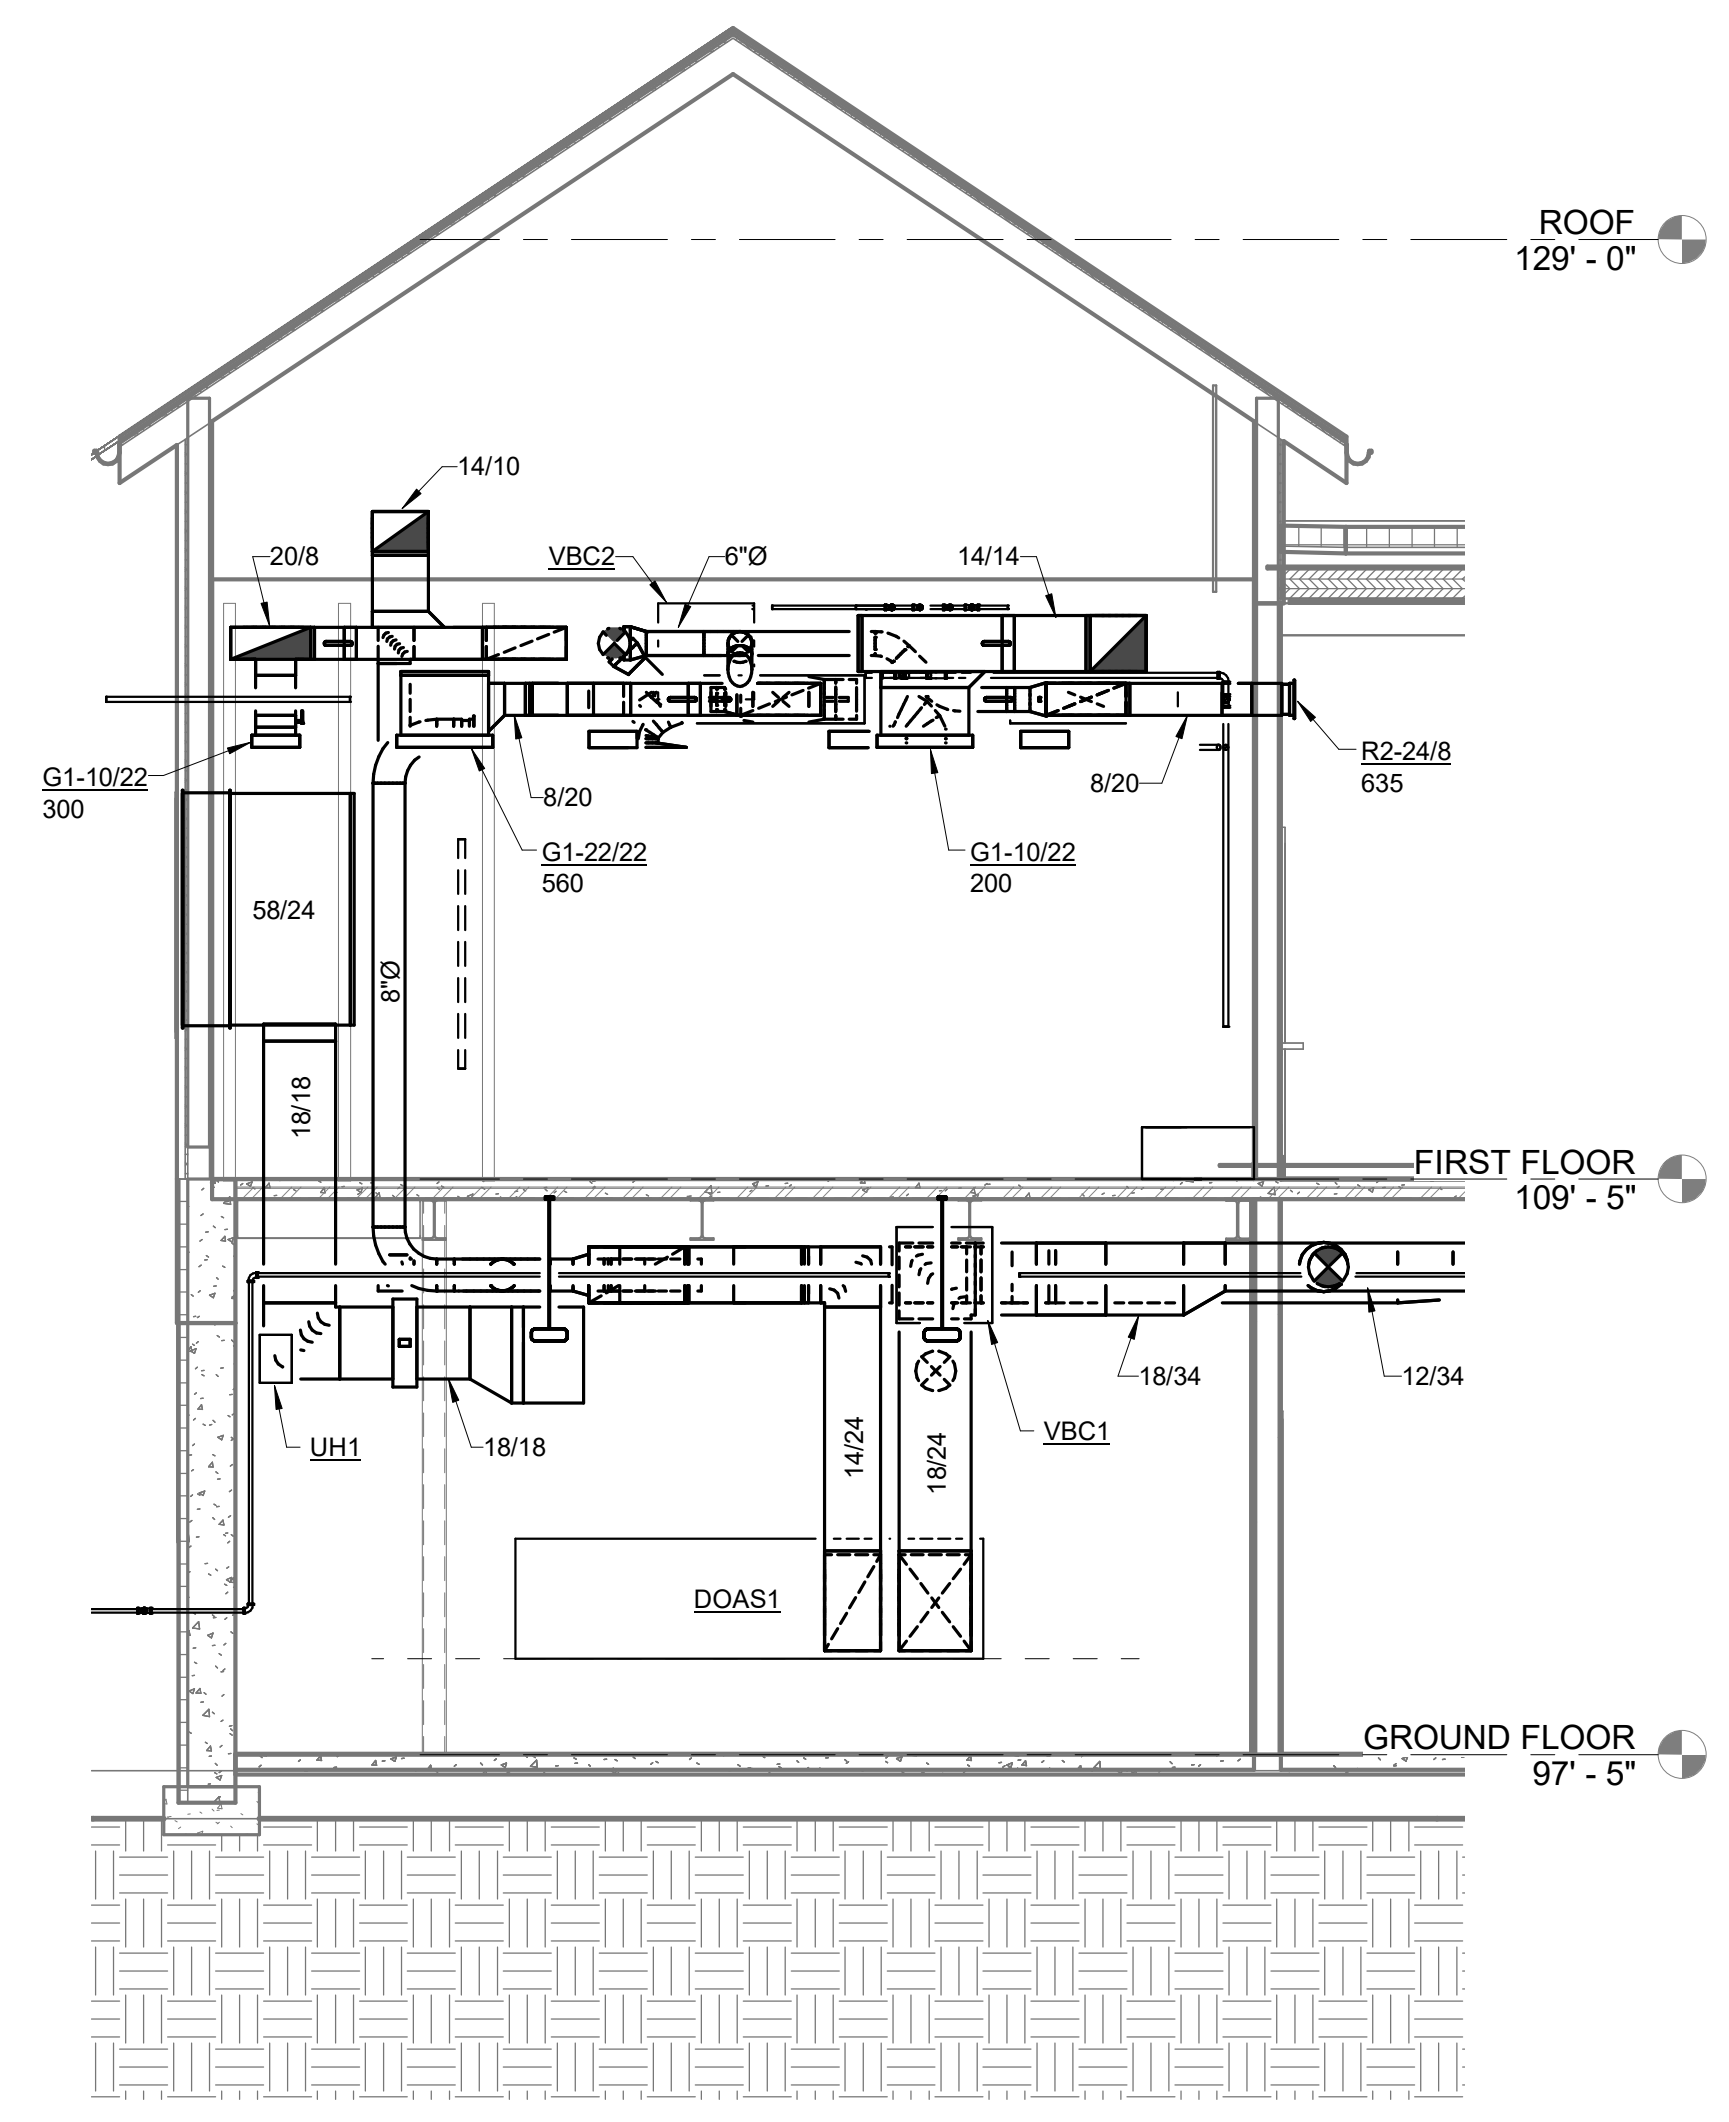 ROOF
129' - 0"
14/10
20/8
VBC2
6"Ø
14/14
G1-10/22
300
8/20
8/20
R2-24/8
635
G1-22/22
560
G1-10/22
200
58/24
8"Ø
18/18
FIRST FLOOR
109' - 5"
18/34
12/34
VBC1
UH1
18/18
14/24
18/24
DOAS1
GROUND FLOOR
97' - 5"